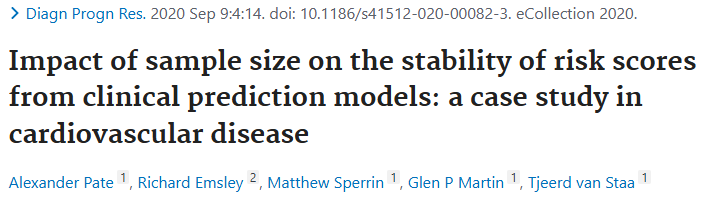 > Diagn Progn Res. 2020 Sep 9:4:14. doi: 10.1186/s41512-020-00082-3. eCollection 2020.
Impact of sample size on the stability of risk scores
from clinical prediction models: a case study in
cardiovascular disease
Alexander Pate 1, Richard Emsley 2, Matthew Sperrin 1, Glen P Martin 1, Tjeerd van Staa 1